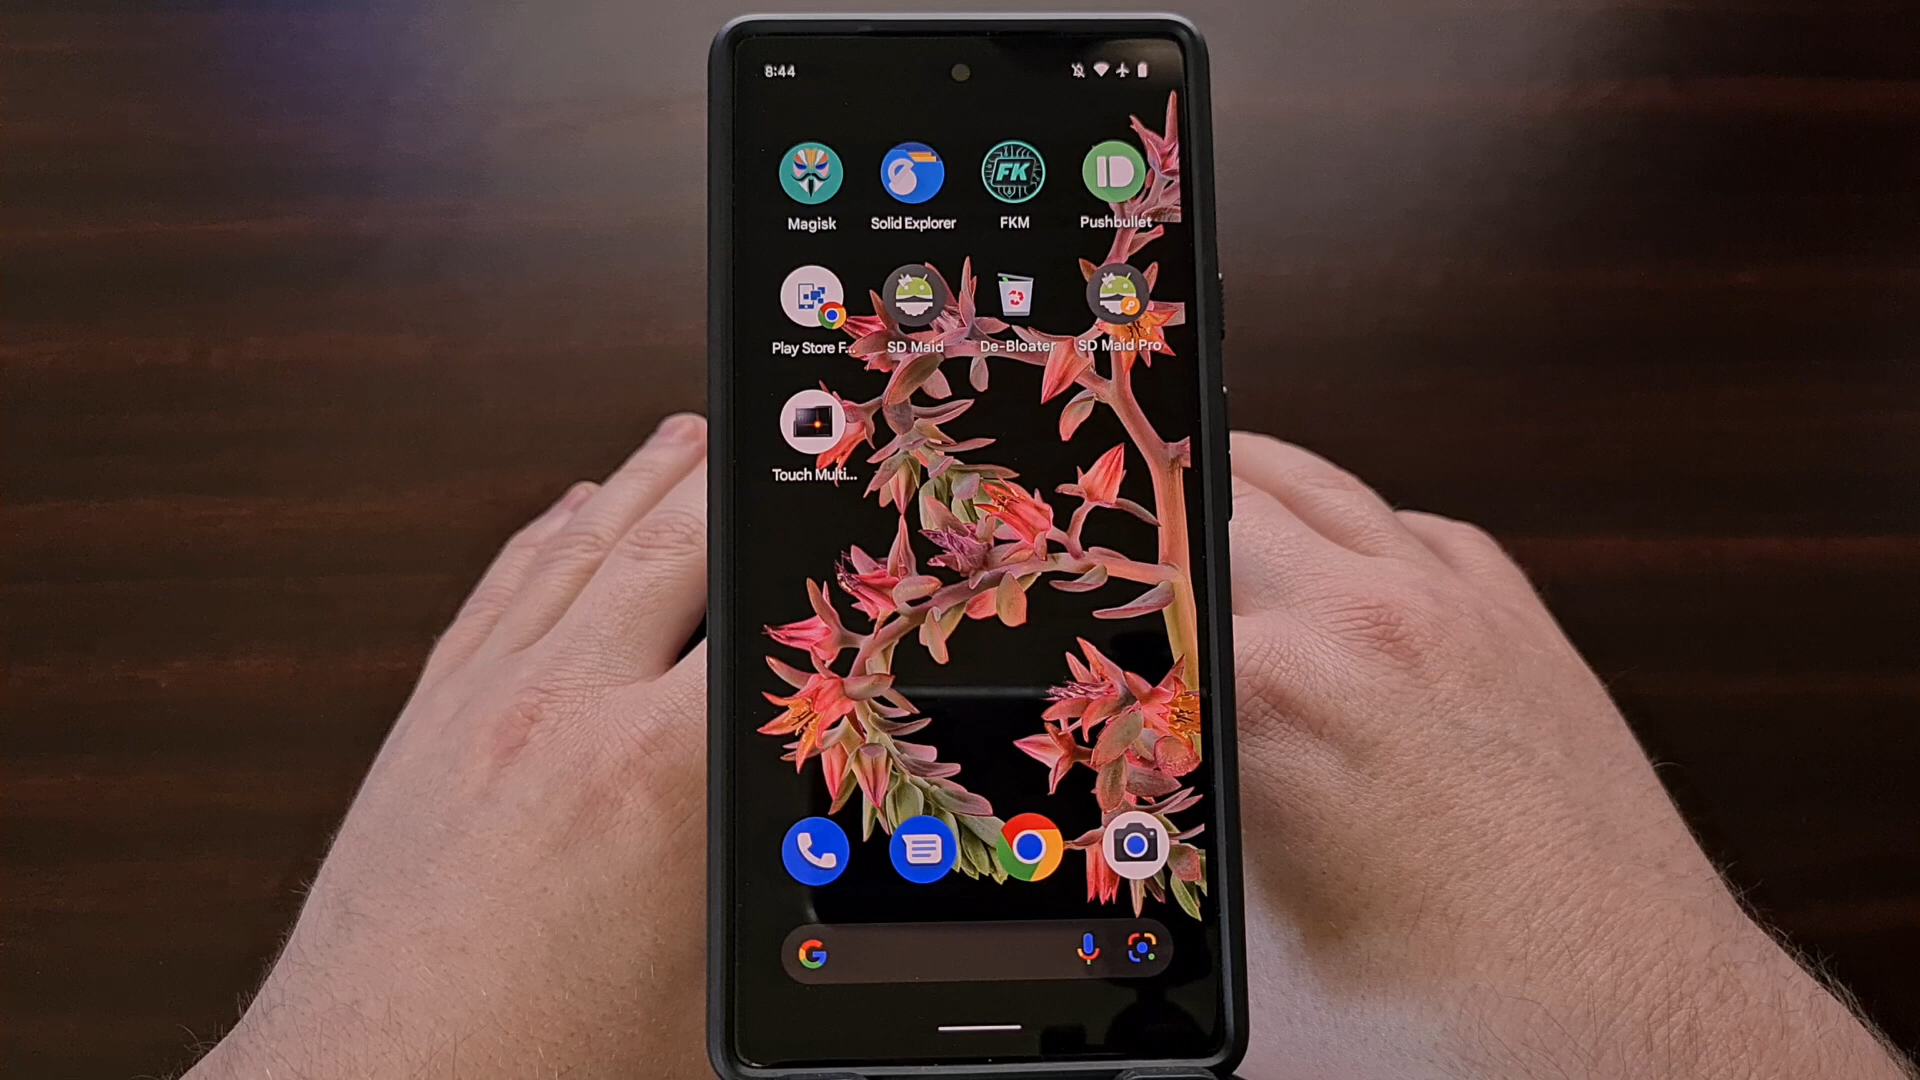 8:44
Magisk
Solid Explorer
FK
FKM
Pushbullet
Play Store F...
SD Maid
De-Bloater
SD Maid Pro
Touch Multi...